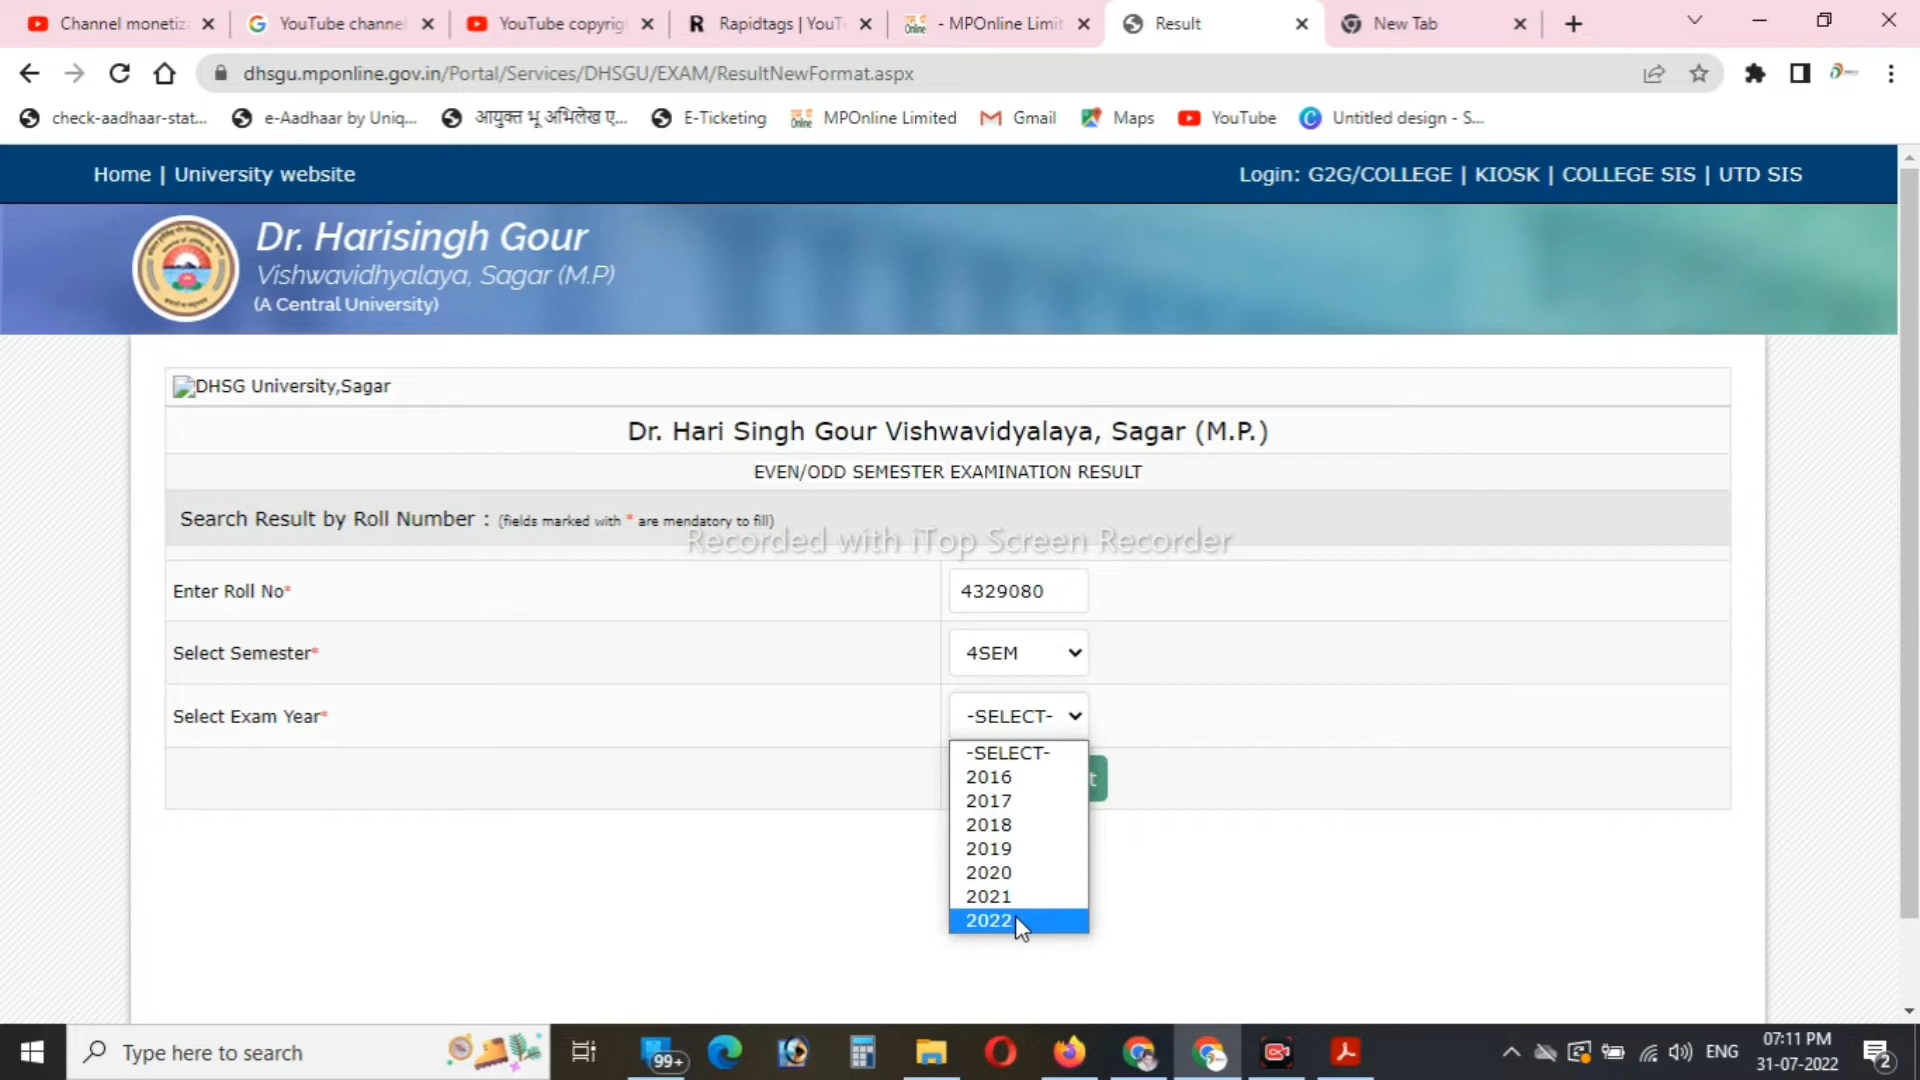 Channel monetiz
YouTube channel
YouTube copyrig
Rapidtags | YouT
- MPOnline Limit
Result
New Tab
dhsgu.mponline.gov.in/Portal/Services/DHSGU/EXAM/ResultNewFormat.aspx
check-aadhaar-stat...
e-Aadhaar by Uniq...
आयुक्त भू अभिलेख ए...
E-Ticketing
MPOnline Limited
Gmail
Maps
YouTube
Untitled design - S...
Home | University website
Login: G2G/COLLEGE | KIOSK | COLLEGE SIS | UTD SIS
Dr. Harisingh Gour
Vishwavidhyalaya, Sagar (M.P)
(A Central University)
DHSG University,Sagar
Dr. Hari Singh Gour Vishwavidyalaya, Sagar (M.P.)
EVEN/ODD SEMESTER EXAMINATION RESULT
Search Result by Roll Number : (fields marked with * are mendatory to fill)
Recorded with iTop Screen Recorder
Enter Roll No*
4329080
Select Semester*
4SEM
Select Exam Year*
-SELECT-
-SELECT-
2016
2017
2018
2019
2020
2021
2022
t
Type here to search
99+
ENG
07:11 PM
31-07-2022
2